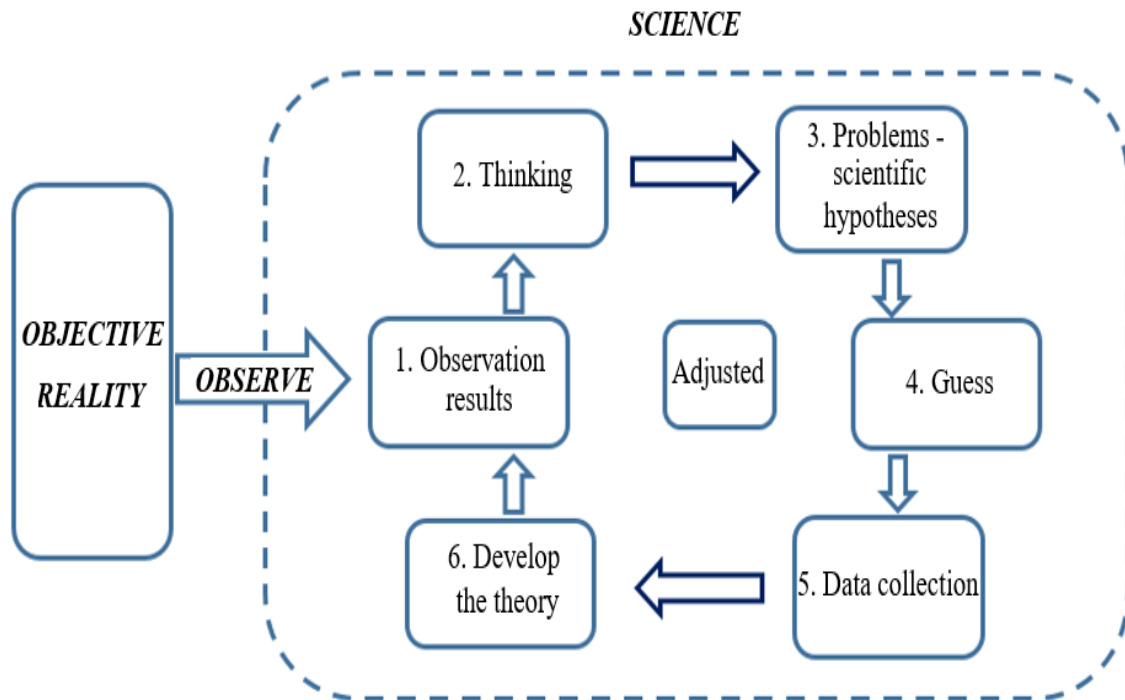 SCIENCE
2. Thinking
3. Problems -
scientific
hypotheses
OBJECTIVE
REALITY
OBSERVE
1. Observation
results
Adjusted
4. Guess
6. Develop
the theory
5. Data collection